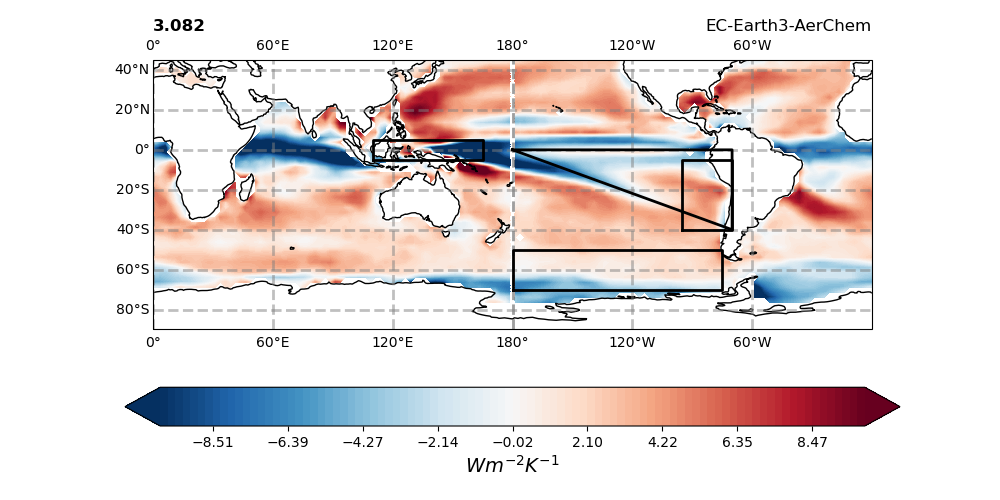 3.082 EC-Earth3-AerChem
0° 60°E 120°E 180° 120°W 60°W
40°N
20°N
0°
20°S
40°S
60°S
80°S
0° 60°E 120°E 180° 120°W 60°W
−8.51 −6.39 −4.27 −2.14 −0.02 2.10 4.22 6.35 8.47
Wm⁻²K⁻¹